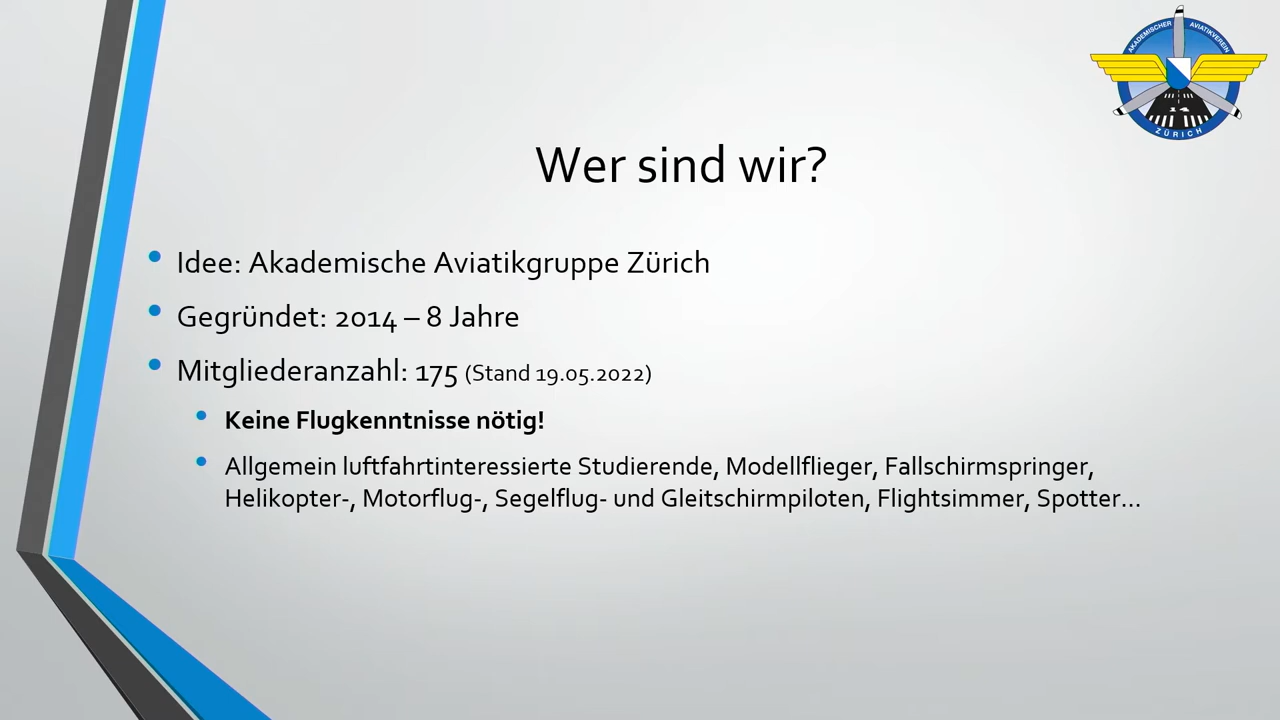 AKADEMISCHER AVIATIKVEREIN
ZÜRICH
Wer sind wir?
• Idee: Akademische Aviatikgruppe Zürich
• Gegründet: 2014 – 8 Jahre
• Mitgliederanzahl: 175 (Stand 19.05.2022)
• Keine Flugkenntnisse nötig!
• Allgemein luftfahrtinteressierte Studierende, Modellflieger, Fallschirmspringer,
Helikopter-, Motorflug-, Segelflug- und Gleitschirmpiloten, Flightsimmer, Spotter…